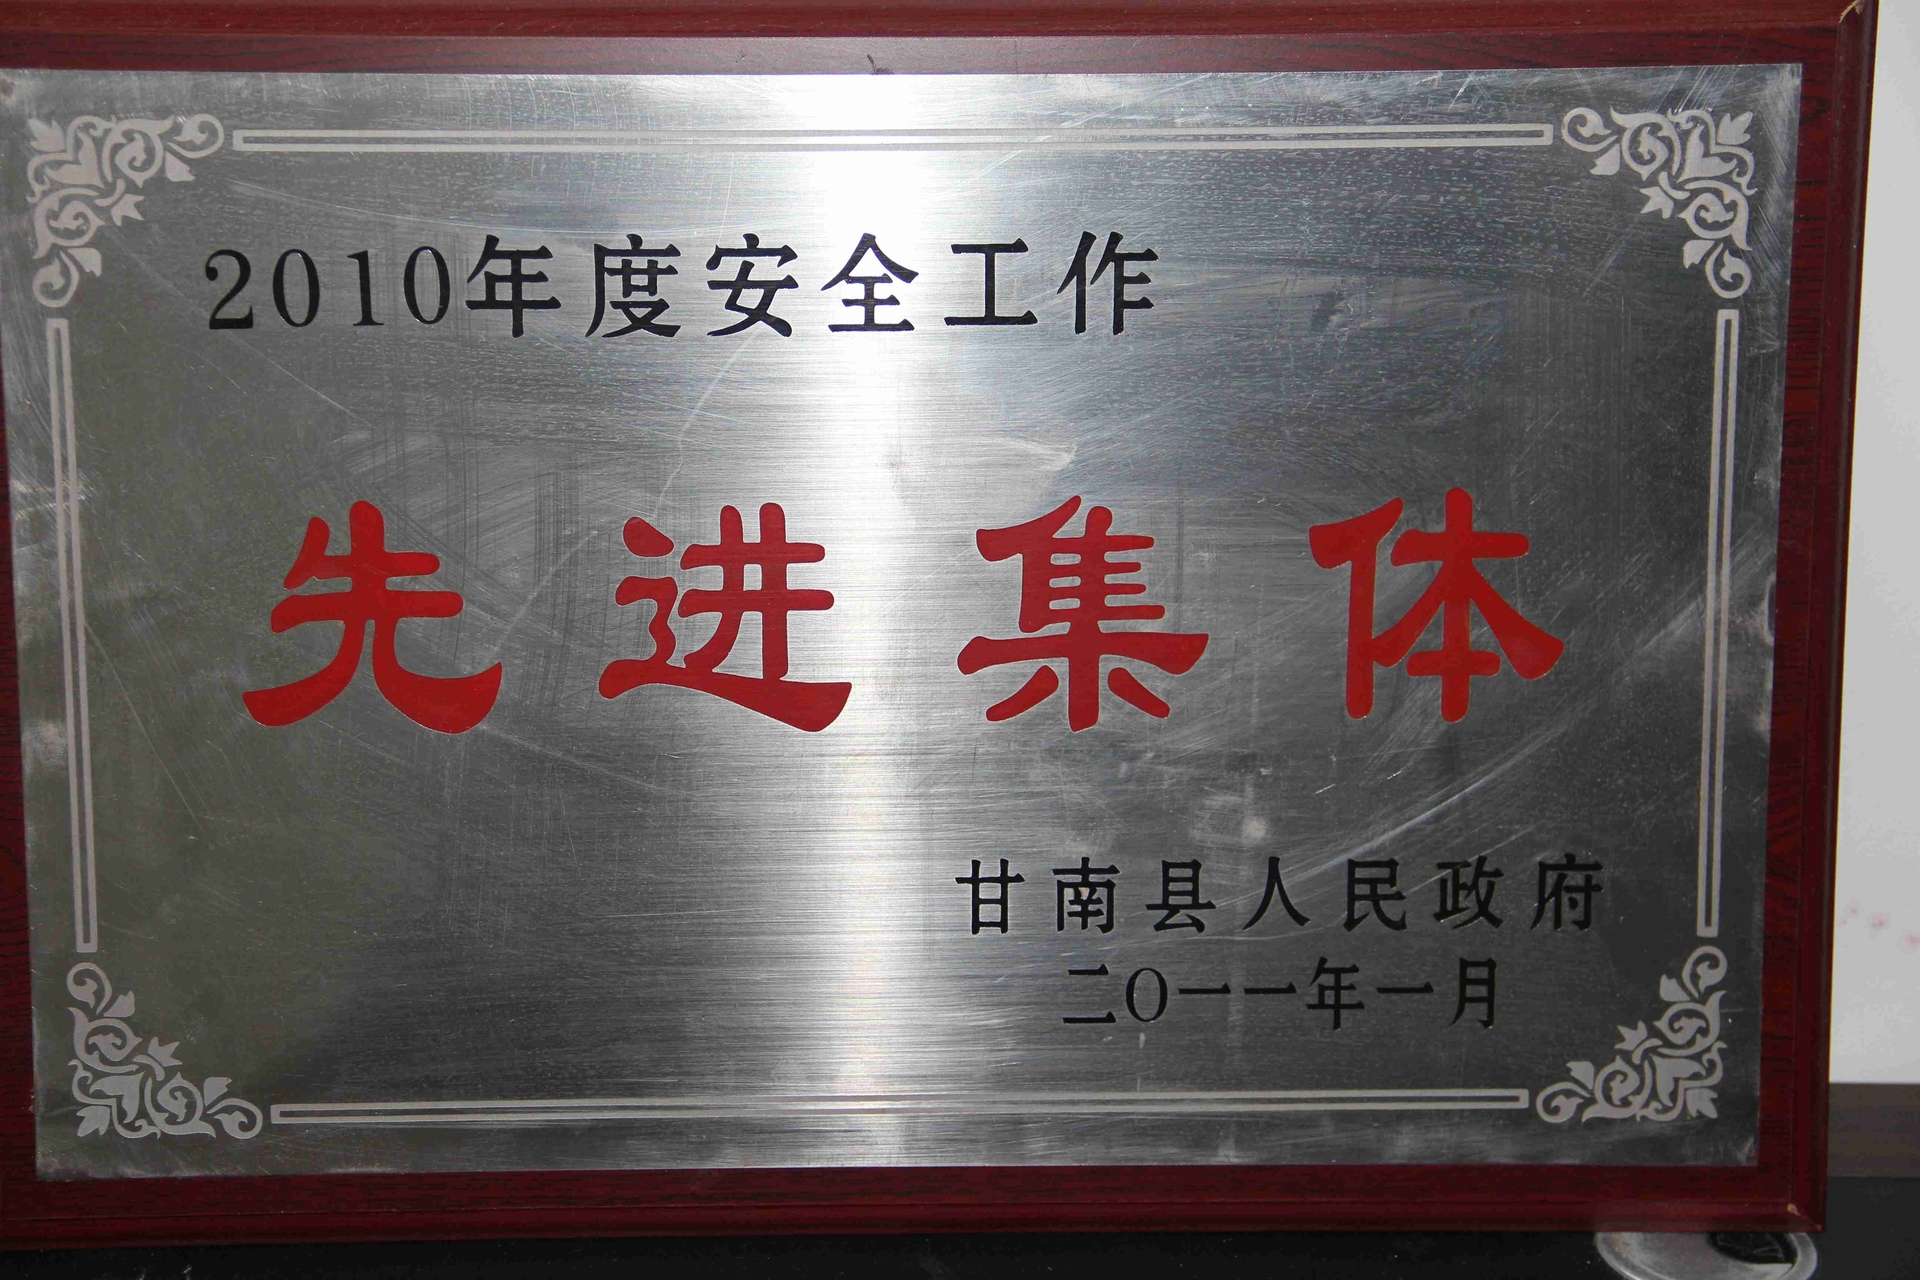 2010年度安全工作
先进集体
甘南县人民政府
二〇一一年一月